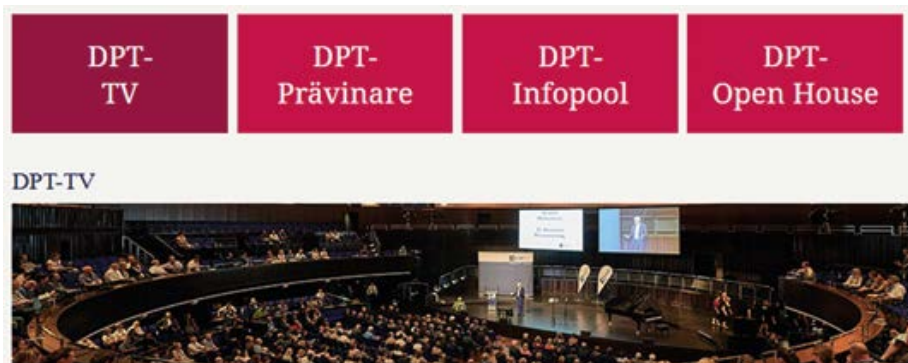 DPT-
TV
DPT-
Prävinare
DPT-
Infopool
DPT-
Open House
DPT-TV